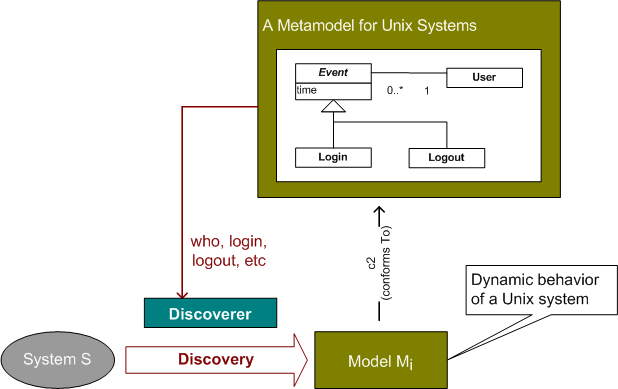 A Metamodel for Unix Systems
Event
User
time
0..*
1
Login
Logout
who, login,
logout, etc
c2
(conforms To)
Dynamic behavior
of a Unix system
Discoverer
System S
Discovery
Model Mi